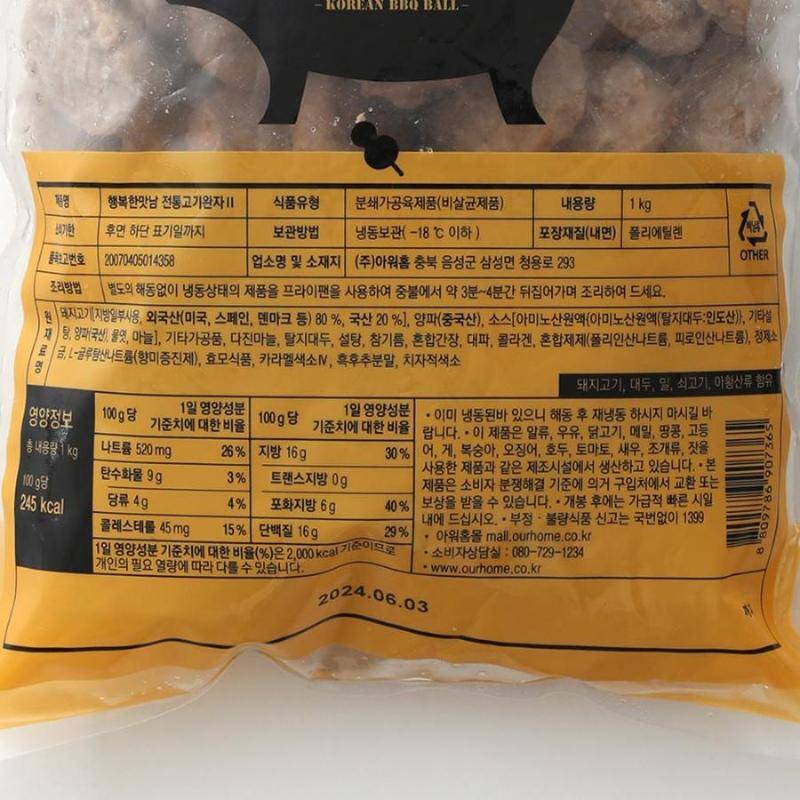 - KOREAN BBQ BALL -
제품명 행복한맛남 전통고기완자II 식품유형 분쇄가공육제품(비살균제품) 내용량 1 kg
소비기한 후면 하단 표기일까지 보관방법 냉동보관( -18 ℃ 이하 ) 포장재질(내면) 폴리에틸렌
품목보고번호 20070405014358 업소명 및 소재지 (주)아워홈 충북 음성군 삼성면 청용로 293
OTHER
조리방법 별도의 해동없이 냉동상태의 제품을 프라이팬을 사용하여 중불에서 약 3분~4분간 뒤집어가며 조리하여 드세요.
원재료명 돼지고기[지방일부사용, 외국산(미국, 스페인, 덴마크 등) 80 %, 국산 20 %], 양파(중국산), 소스[아미노산원액(아미노산원액(탈지대두:인도산)), 기타설
탕, 양파(국산), 물엿, 마늘], 기타가공품, 다진마늘, 탈지대두, 설탕, 참기름, 혼합간장, 대파, 콜라겐, 혼합제제(폴리인산나트륨, 피로인산나트륨), 정제소
금, L-글루탐산나트륨(향미증진제), 효모식품, 카라멜색소IV, 흑후추분말, 치자적색소
돼지고기, 대두, 밀, 쇠고기, 아황산류 함유
영양정보
총 내용량 1 kg
100 g당
245 kcal
100 g당 1일 영양성분 기준치에 대한 비율 100 g당 1일 영양성분 기준치에 대한 비율
나트륨 520 mg 26 % 지방 16 g 30 %
탄수화물 9 g 3 % 트랜스지방 0 g
당류 4 g 4 % 포화지방 6 g 40 %
콜레스테롤 45 mg 15 % 단백질 16 g 29 %
1일 영양성분 기준치에 대한 비율(%)은 2,000 kcal 기준이므로
개인의 필요 열량에 따라 다를 수 있습니다.
• 이미 냉동된바 있으니 해동 후 재냉동 하시지 마시길 바
랍니다. • 이 제품은 알류, 우유, 닭고기, 메밀, 땅콩, 고등
어, 게, 복숭아, 오징어, 호두, 토마토, 새우, 조개류, 잣을
사용한 제품과 같은 제조시설에서 생산하고 있습니다. • 본
제품은 소비자 분쟁해결 기준에 의거 구입처에서 교환 또는
보상을 받을 수 있습니다. • 개봉 후에는 가급적 빠른 시일
내에 드십시오. • 부정 · 불량식품 신고는 국번없이 1399
• 아워홈몰 mall.ourhome.co.kr
• 소비자상담실 : 080-729-1234
• www.ourhome.co.kr
8 809786 907365
2024.06.03